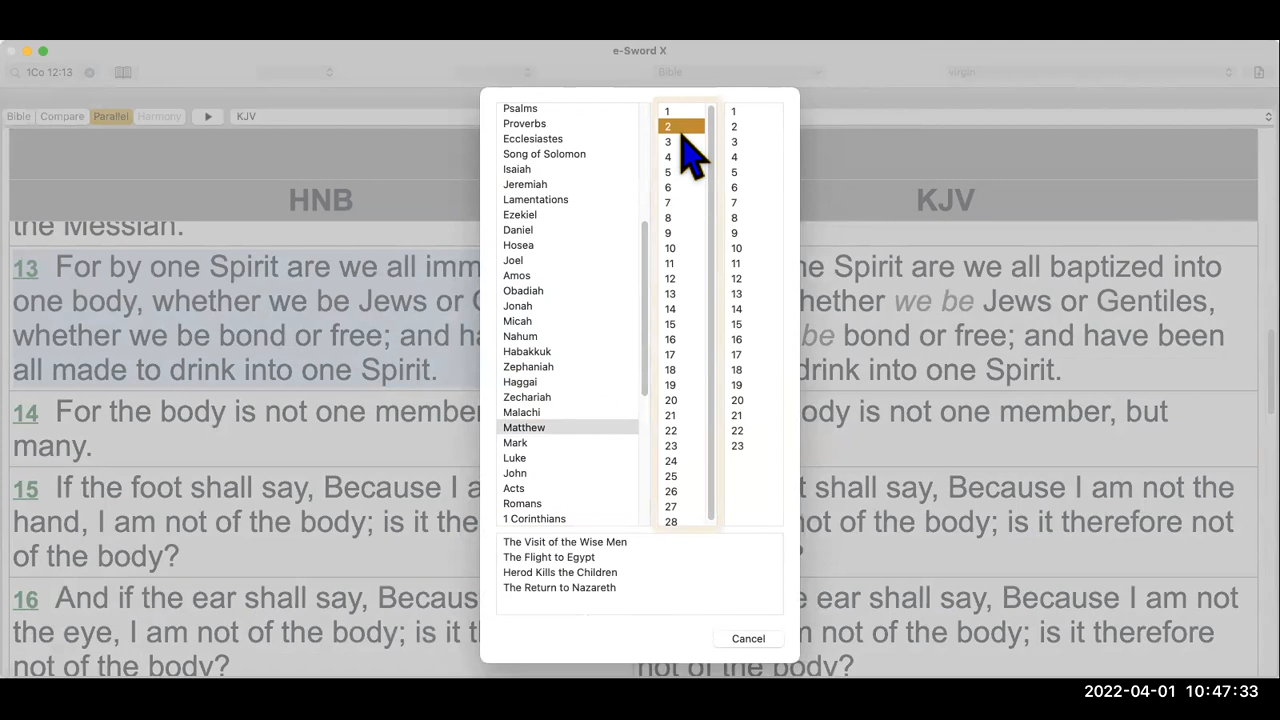 e-Sword X
1Co 12:13
Bible
Virgin
Bible Compare Parallel Harmony KJV
HNB
KJV
the Messiah.
13 For by one Spirit are we all imm
one body, whether we be Jews or G
whether we be bond or free; and ha
all made to drink into one Spirit.
14 For the body is not one member
many.
15 If the foot shall say, Because I a
hand, I am not of the body; is it the
of the body?
16 And if the ear shall say, Becaus
the eye, I am not of the body; is it t
not of the body?
Psalms
Proverbs
Ecclesiastes
Song of Solomon
Isaiah
Jeremiah
Lamentations
Ezekiel
Daniel
Hosea
Joel
Amos
Obadiah
Jonah
Micah
Nahum
Habakkuk
Zephaniah
Haggai
Zechariah
Malachi
Matthew
Mark
Luke
John
Acts
Romans
1 Corinthians
1
2
3
4
5
6
7
8
9
10
11
12
13
14
15
16
17
18
19
20
21
22
23
24
25
26
27
28
1
2
3
4
5
6
7
8
9
10
11
12
13
14
15
16
17
18
19
20
21
22
23
The Visit of the Wise Men
The Flight to Egypt
Herod Kills the Children
The Return to Nazareth
Cancel
ne Spirit are we all baptized into
hether we be Jews or Gentiles,
be bond or free; and have been
drink into one Spirit.
ody is not one member, but
t shall say, Because I am not the
not of the body; is it therefore not
e ear shall say, Because I am not
n not of the body; is it therefore
not of the body?
2022-04-01 10:47:33